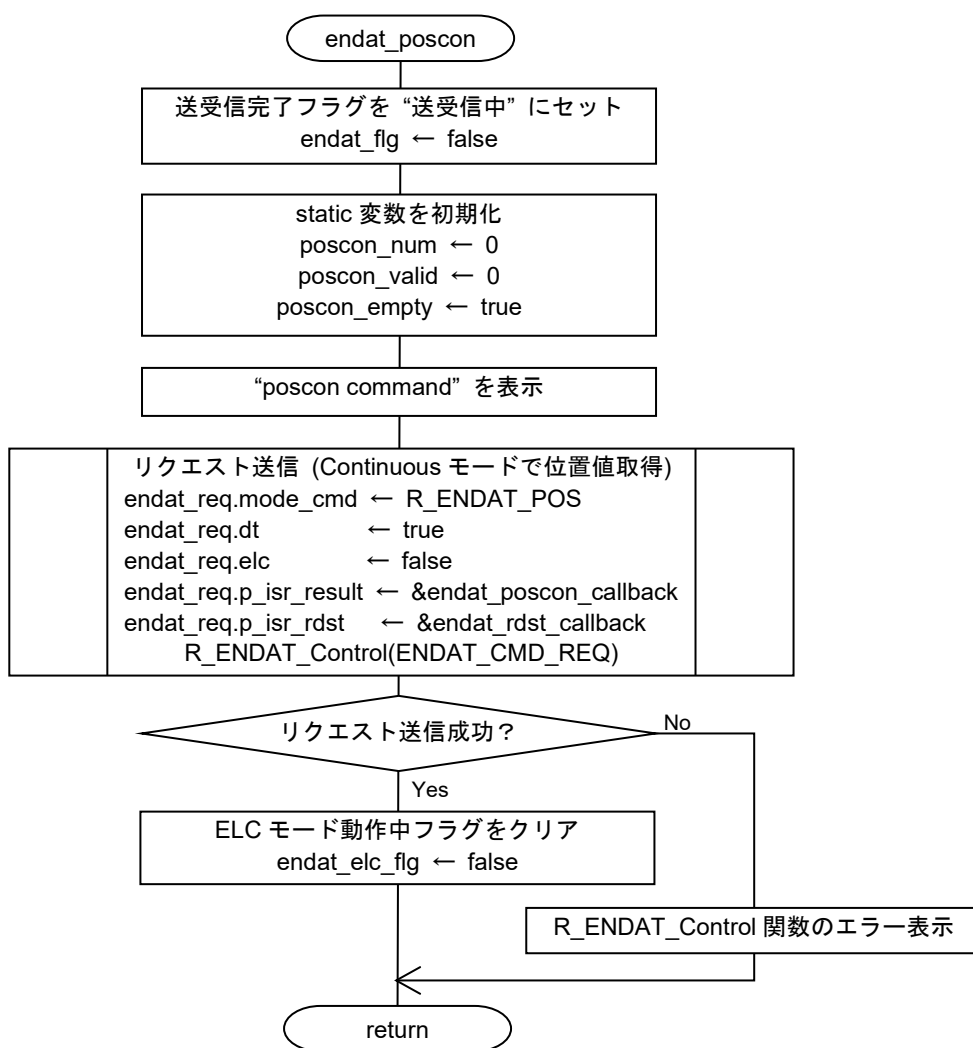 endat_poscon
送受信完了フラグを “送受信中” にセット
endat_flg ← false
static 変数を初期化
poscon_num ← 0
poscon_valid ← 0
poscon_empty ← true
“poscon command” を表示
リクエスト送信 (Continuous モードで位置値取得)
endat_req.mode_cmd ← R_ENDAT_POS
endat_req.dt ← true
endat_req.elc ← false
endat_req.p_isr_result ← &endat_poscon_callback
endat_req.p_isr_rdst ← &endat_rdst_callback
R_ENDAT_Control(ENDAT_CMD_REQ)
リクエスト送信成功？
No
Yes
ELC モード動作中フラグをクリア
endat_elc_flg ← false
R_ENDAT_Control 関数のエラー表示
return